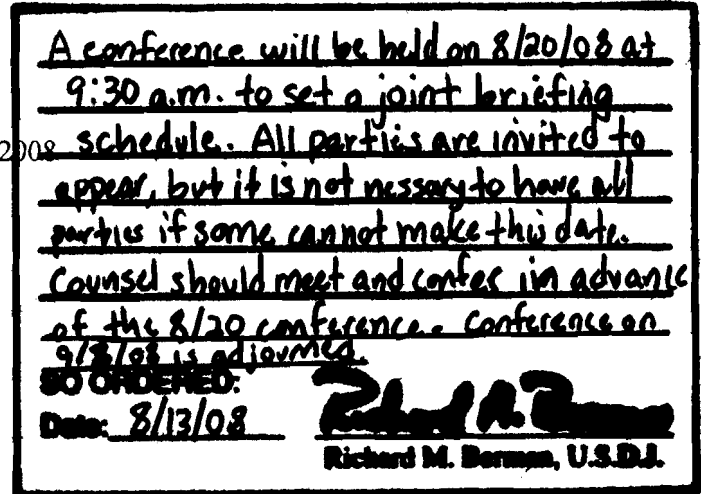 A conference will be held on 8/20/08 at
9:30 a.m. to set a joint briefing
2008 schedule. All parties are invited to
appear, but it is not nessary to have all
parties if some cannot make this date.
Counsel should meet and confer in advance
of the 8/20 conference. Conference on
9/8/08 is adjourned.
SO ORDERED:
Date: 8/13/08 Richard M. Berman
Richard M. Berman, U.S.D.J.